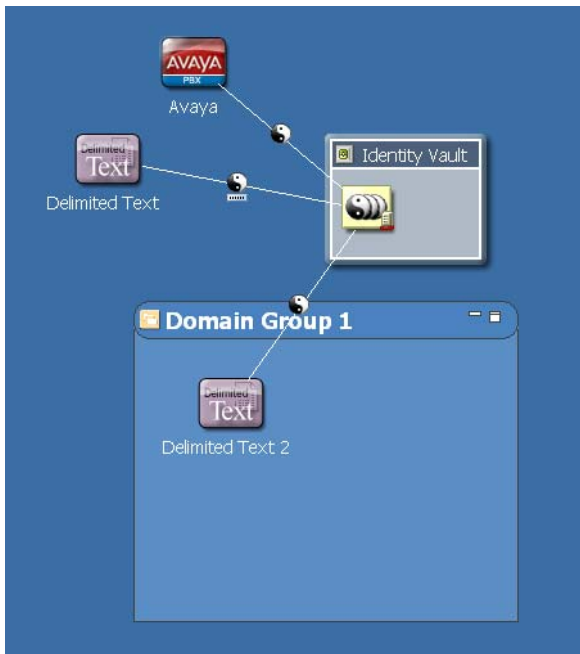 AVAYA
PBX
Avaya
Delimited
Text
Delimited Text
Identity Vault
Domain Group 1
Delimited
Text
Delimited Text 2